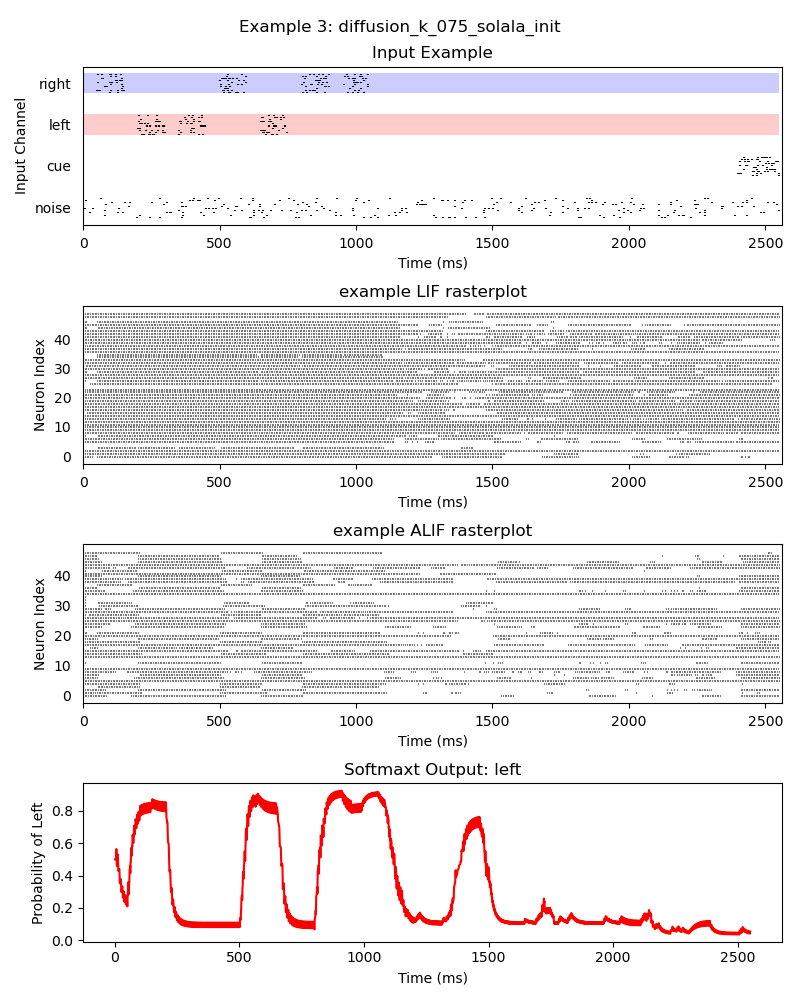 Example 3: diffusion_k_075_solala_init
Input Example
Input Channel
right
left
cue
noise
0 500 1000 1500 2000 2500
Time (ms)
example LIF rasterplot
Neuron Index
40
30
20
10
0
0 500 1000 1500 2000 2500
Time (ms)
example ALIF rasterplot
Neuron Index
40
30
20
10
0
0 500 1000 1500 2000 2500
Time (ms)
Softmaxt Output: left
Probability of Left
0.8
0.6
0.4
0.2
0.0
0 500 1000 1500 2000 2500
Time (ms)